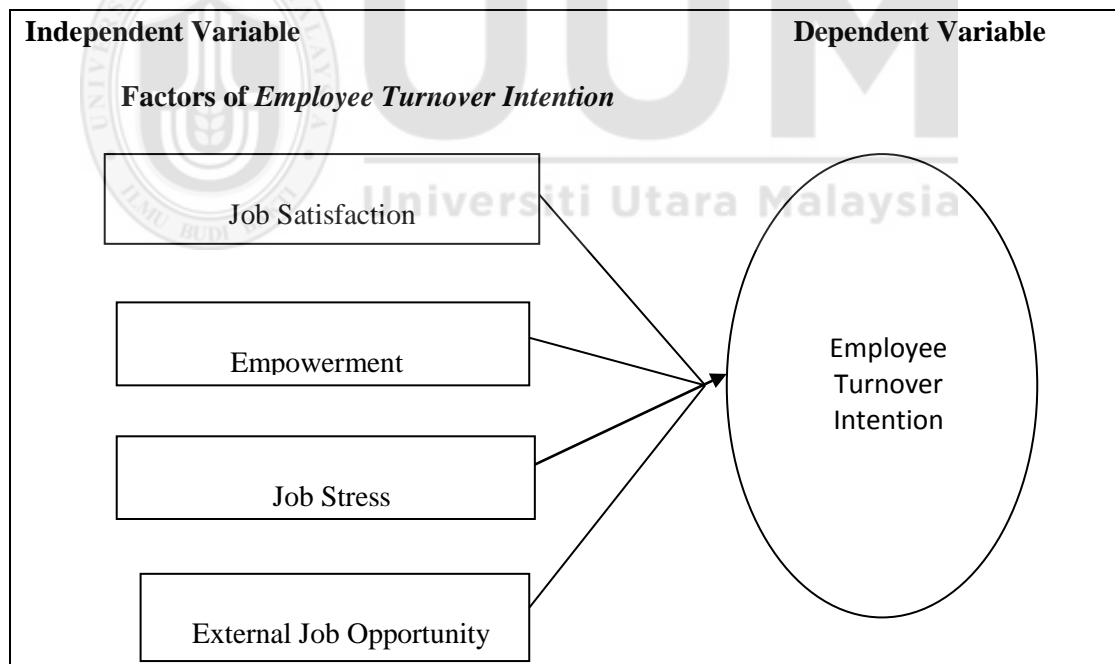 Independent Variable
Dependent Variable
Factors of Employee Turnover Intention
UUM
Universiti Utara Malaysia
Job Satisfaction
Empowerment
Job Stress
External Job Opportunity
Employee
Turnover
Intention